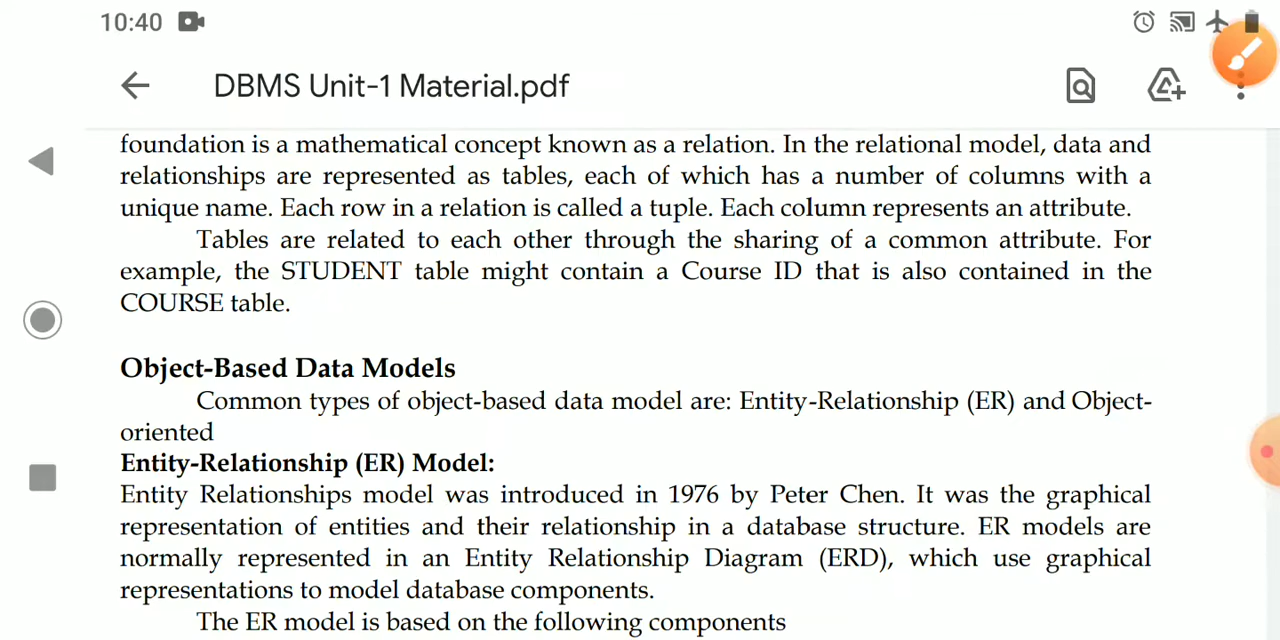 10:40
DBMS Unit-1 Material.pdf
foundation is a mathematical concept known as a relation. In the relational model, data and
relationships are represented as tables, each of which has a number of columns with a
unique name. Each row in a relation is called a tuple. Each column represents an attribute.
Tables are related to each other through the sharing of a common attribute. For
example, the STUDENT table might contain a Course ID that is also contained in the
COURSE table.
Object-Based Data Models
Common types of object-based data model are: Entity-Relationship (ER) and Object-
oriented
Entity-Relationship (ER) Model:
Entity Relationships model was introduced in 1976 by Peter Chen. It was the graphical
representation of entities and their relationship in a database structure. ER models are
normally represented in an Entity Relationship Diagram (ERD), which use graphical
representations to model database components.
The ER model is based on the following components